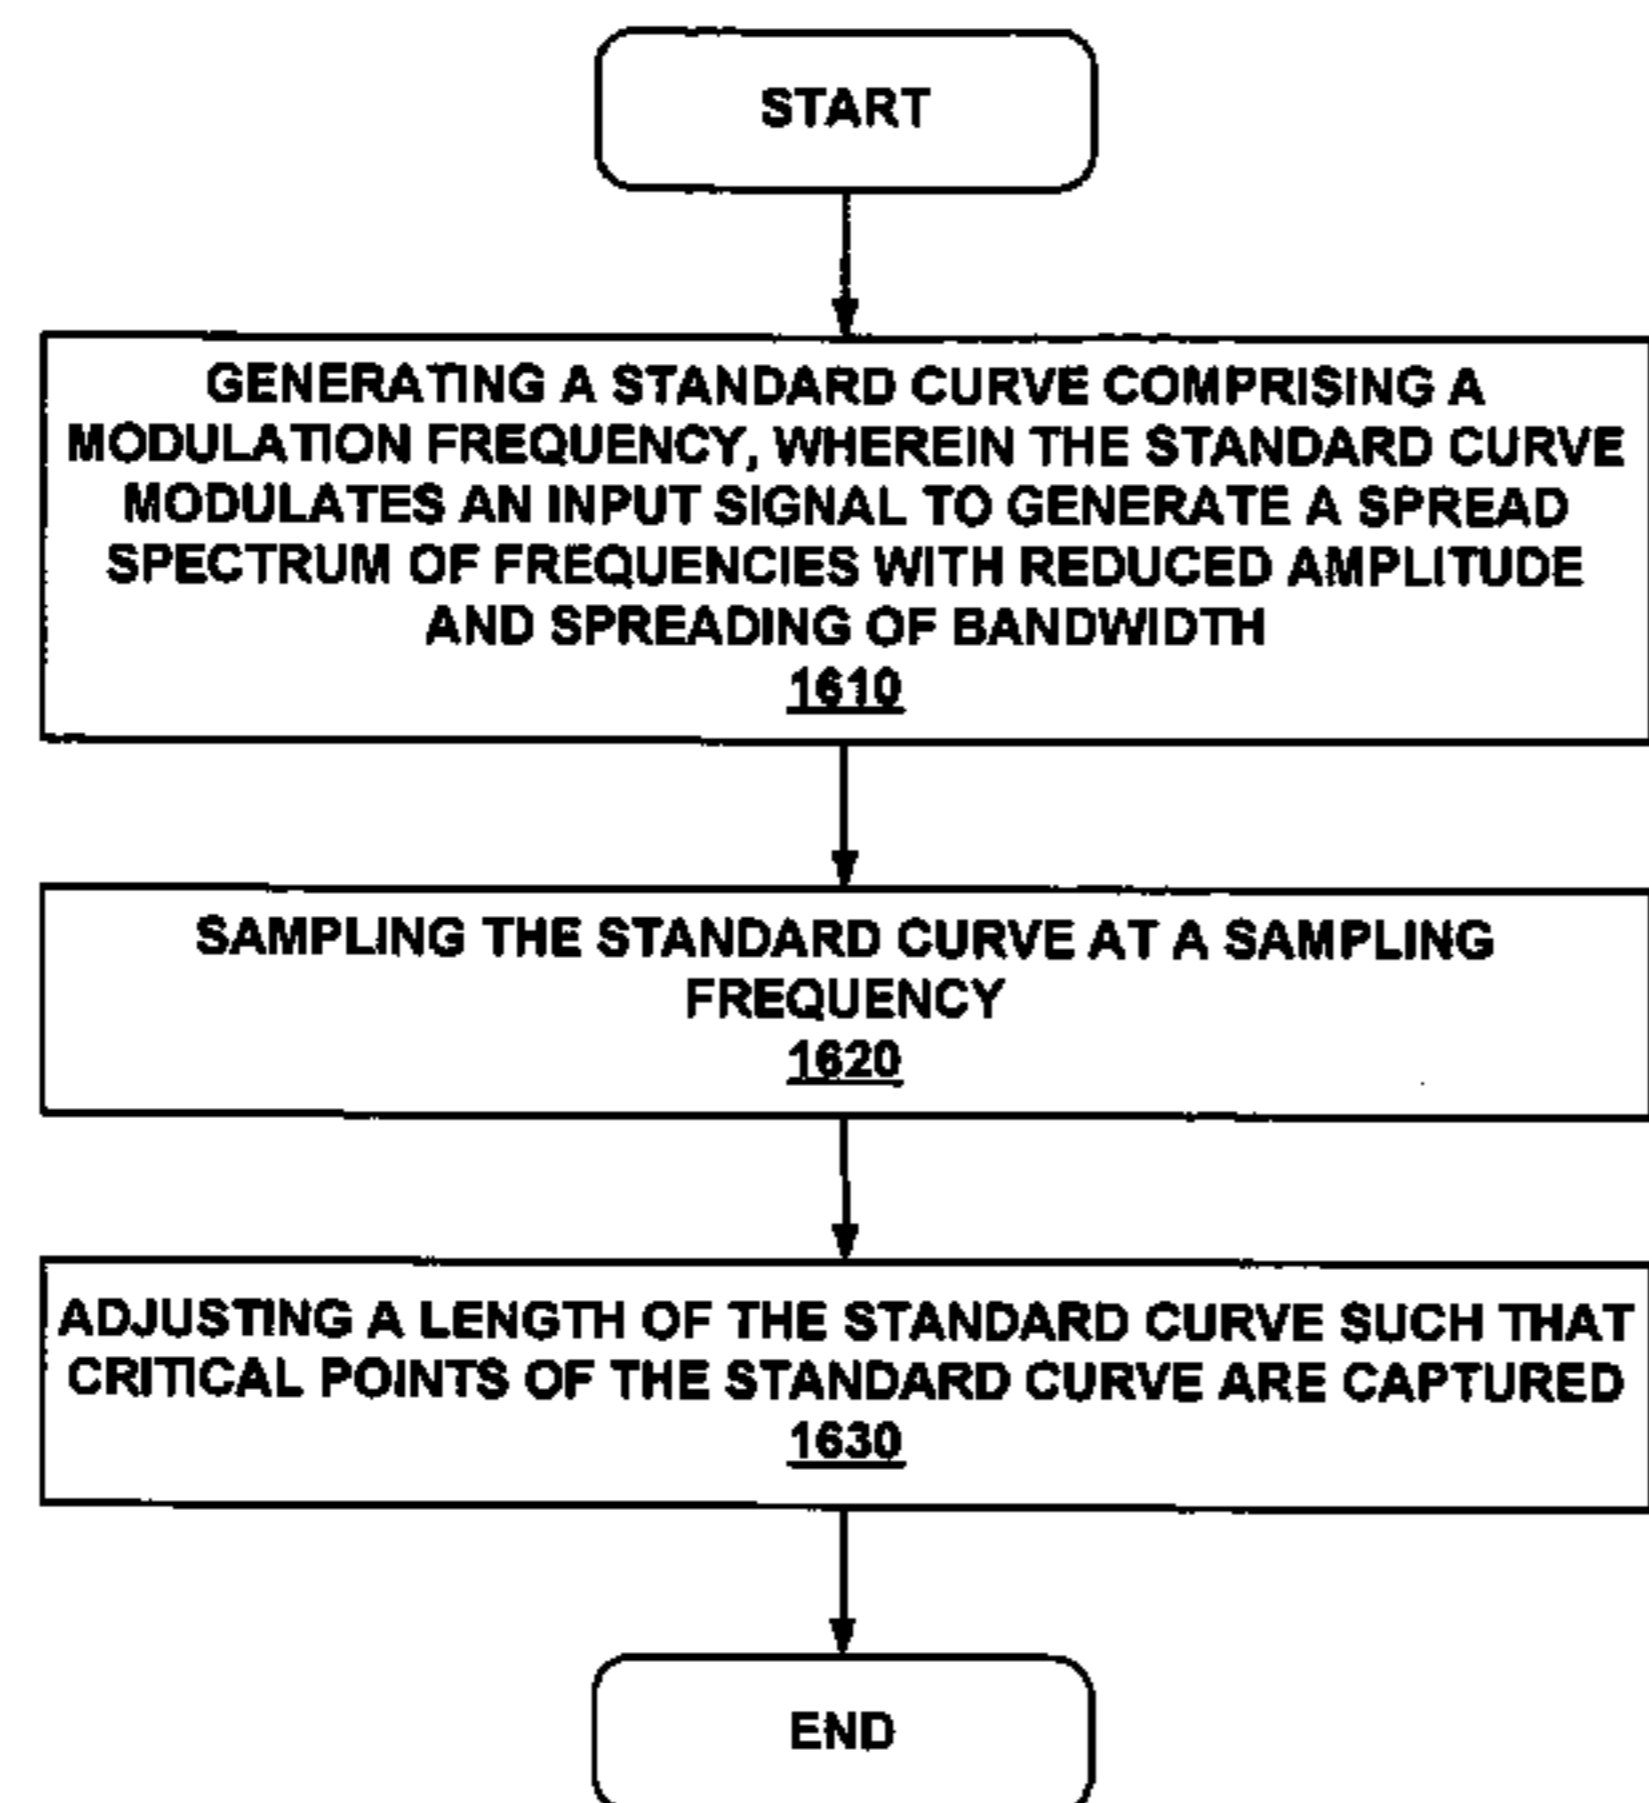 START
GENERATING A STANDARD CURVE COMPRISING A
MODULATION FREQUENCY, WHEREIN THE STANDARD CURVE
MODULATES AN INPUT SIGNAL TO GENERATE A SPREAD
SPECTRUM OF FREQUENCIES WITH REDUCED AMPLITUDE
AND SPREADING OF BANDWIDTH
1610
SAMPLING THE STANDARD CURVE AT A SAMPLING
FREQUENCY
1620
ADJUSTING A LENGTH OF THE STANDARD CURVE SUCH THAT
CRITICAL POINTS OF THE STANDARD CURVE ARE CAPTURED
1630
END